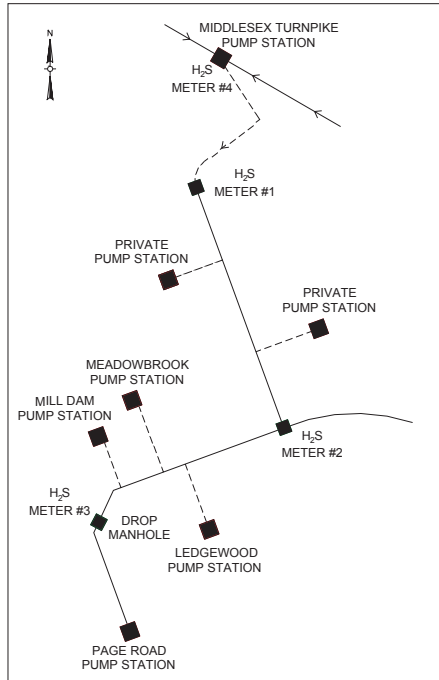 N
MIDDLESEX TURNPIKE
PUMP STATION
H₂S
METER #4
H₂S
METER #1
PRIVATE
PUMP STATION
PRIVATE
PUMP STATION
MEADOWBROOK
PUMP STATION
MILL DAM
PUMP STATION
H₂S
METER #2
H₂S
METER #3
DROP
MANHOLE
LEDGEWOOD
PUMP STATION
PAGE ROAD
PUMP STATION